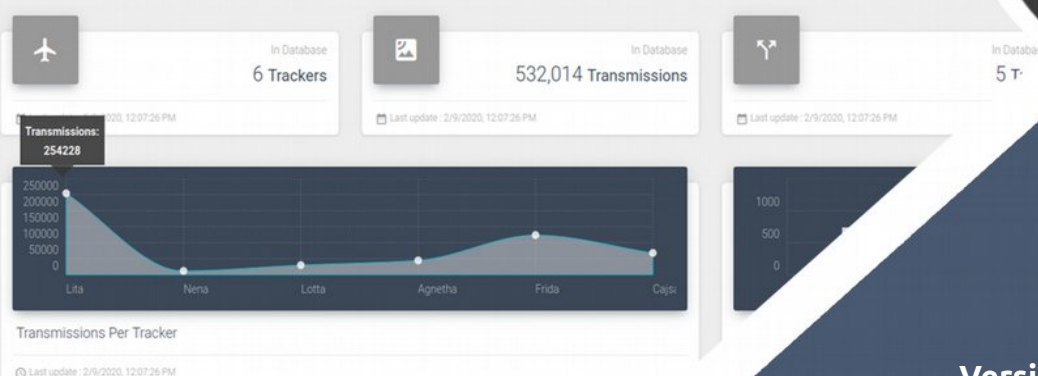 In Database
6 Trackers
Last update : 2/9/2020, 12:07:26 PM
In Database
532,014 Transmissions
Last update : 2/9/2020, 12:07:26 PM
In Databa
5 T
Last update : 2/9/2020, 12:07:26 PM
Transmissions:
254228
250000
200000
150000
100000
50000
0
Lita
Nena
Lotta
Agnetha
Frida
Cajsa
Transmissions Per Tracker
Last update : 2/9/2020, 12:07:26 PM
1000
500
0
Versi